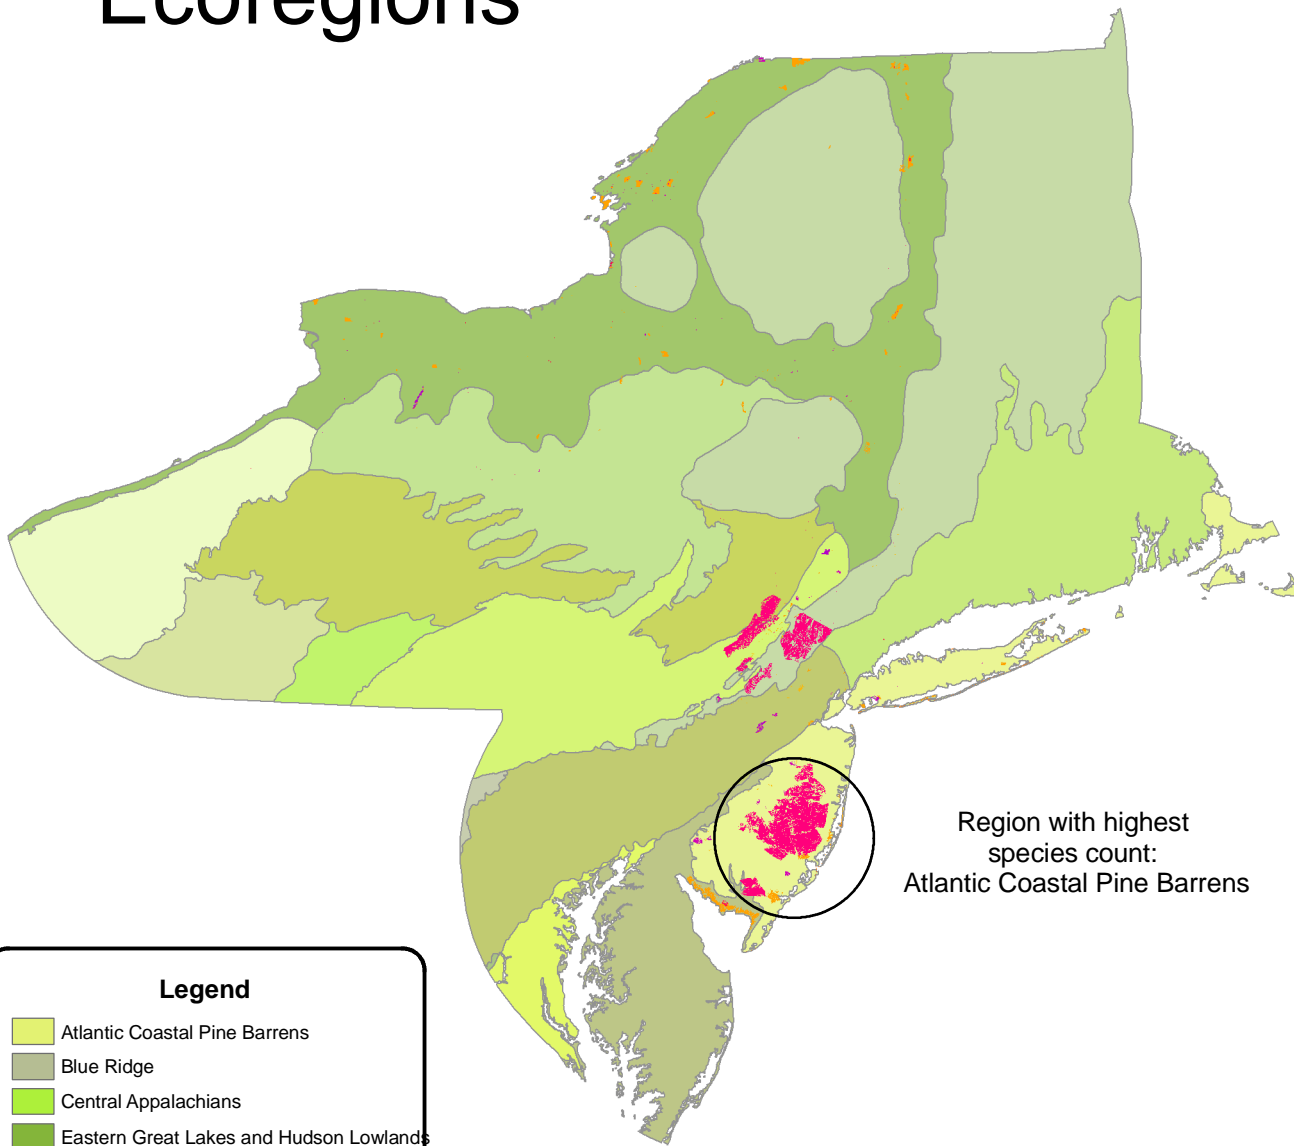 Ecoregions
Region with highest
species count:
Atlantic Coastal Pine Barrens
Legend
Atlantic Coastal Pine Barrens
Blue Ridge
Central Appalachians
Eastern Great Lakes and Hudson Lowlands